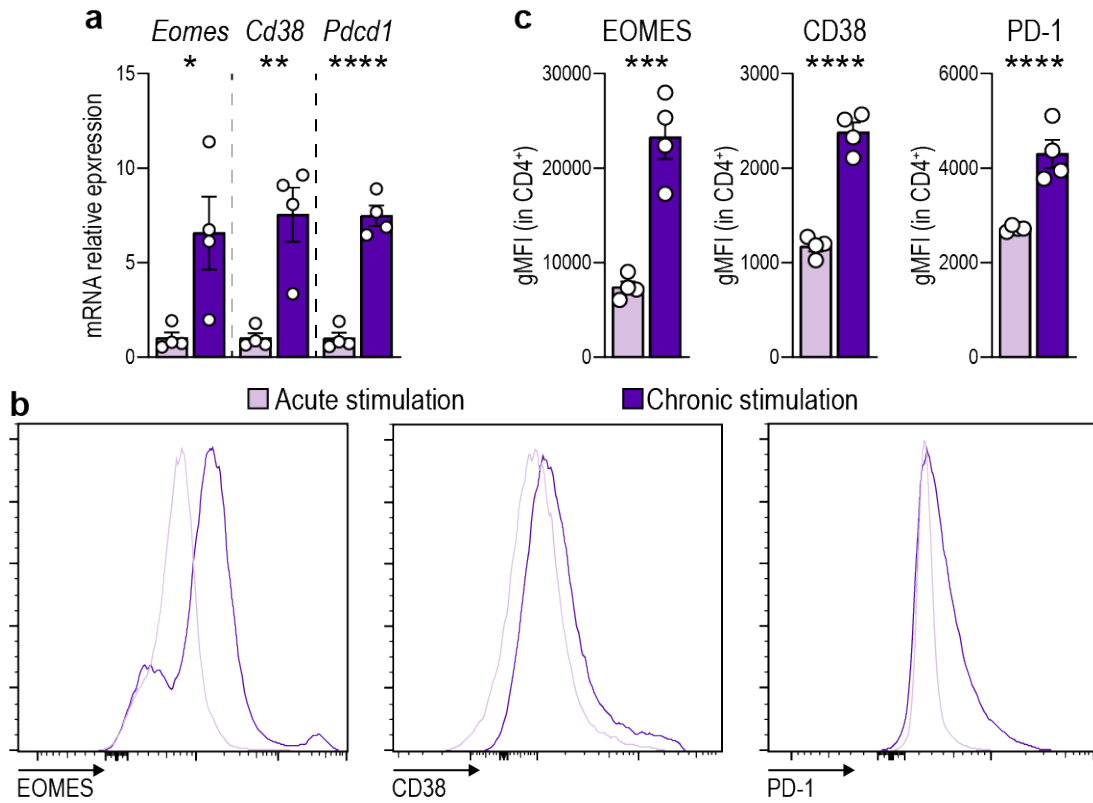 a
Eomes Cd38 Pdcd1
* ** ****
mRNA relative epxression
15
10
5
0
c
EOMES
***
gMFI (in CD4⁺)
30000
20000
10000
0
CD38
****
gMFI (in CD4⁺)
3000
2000
1000
0
PD-1
****
gMFI (in CD4⁺)
6000
4000
2000
0
Acute stimulation Chronic stimulation
b
EOMES
CD38
PD-1